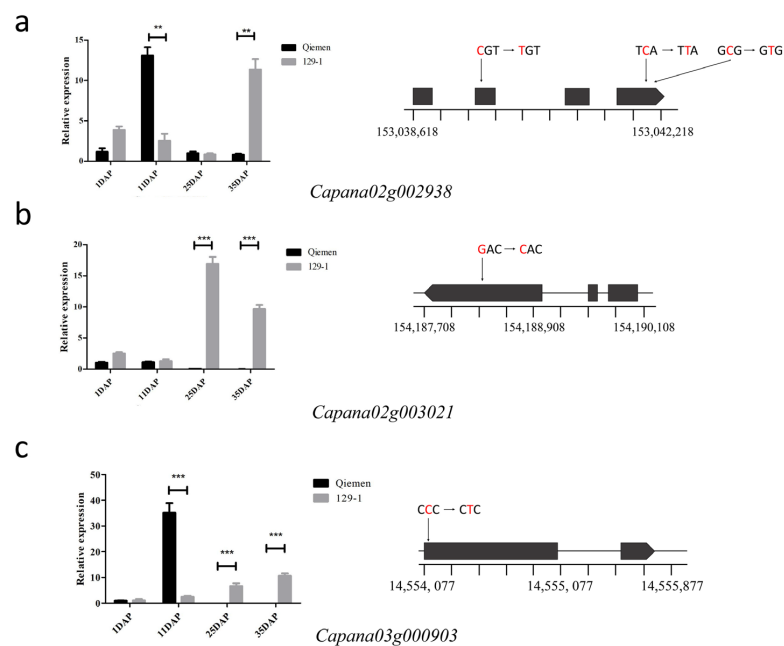 a
Relative expression
15
10
5
0
**
**
Qiemen
129-1
1DAP
11DAP
25DAP
35DAP
CGT → TGT
TCA → TTA
GCG → GTG
153,038,618
153,042,218
Capana02g002938
b
Relative expression
20
15
10
5
0
***
***
Qiemen
129-1
1DAP
11DAP
25DAP
35DAP
GAC → CAC
154,187,708
154,188,908
154,190,108
Capana02g003021
c
Relative expression
50
40
30
20
10
0
***
***
***
Qiemen
129-1
1DAP
11DAP
25DAP
35DAP
CCC → CTC
14,554, 077
14,555, 077
14,555,877
Capana03g000903